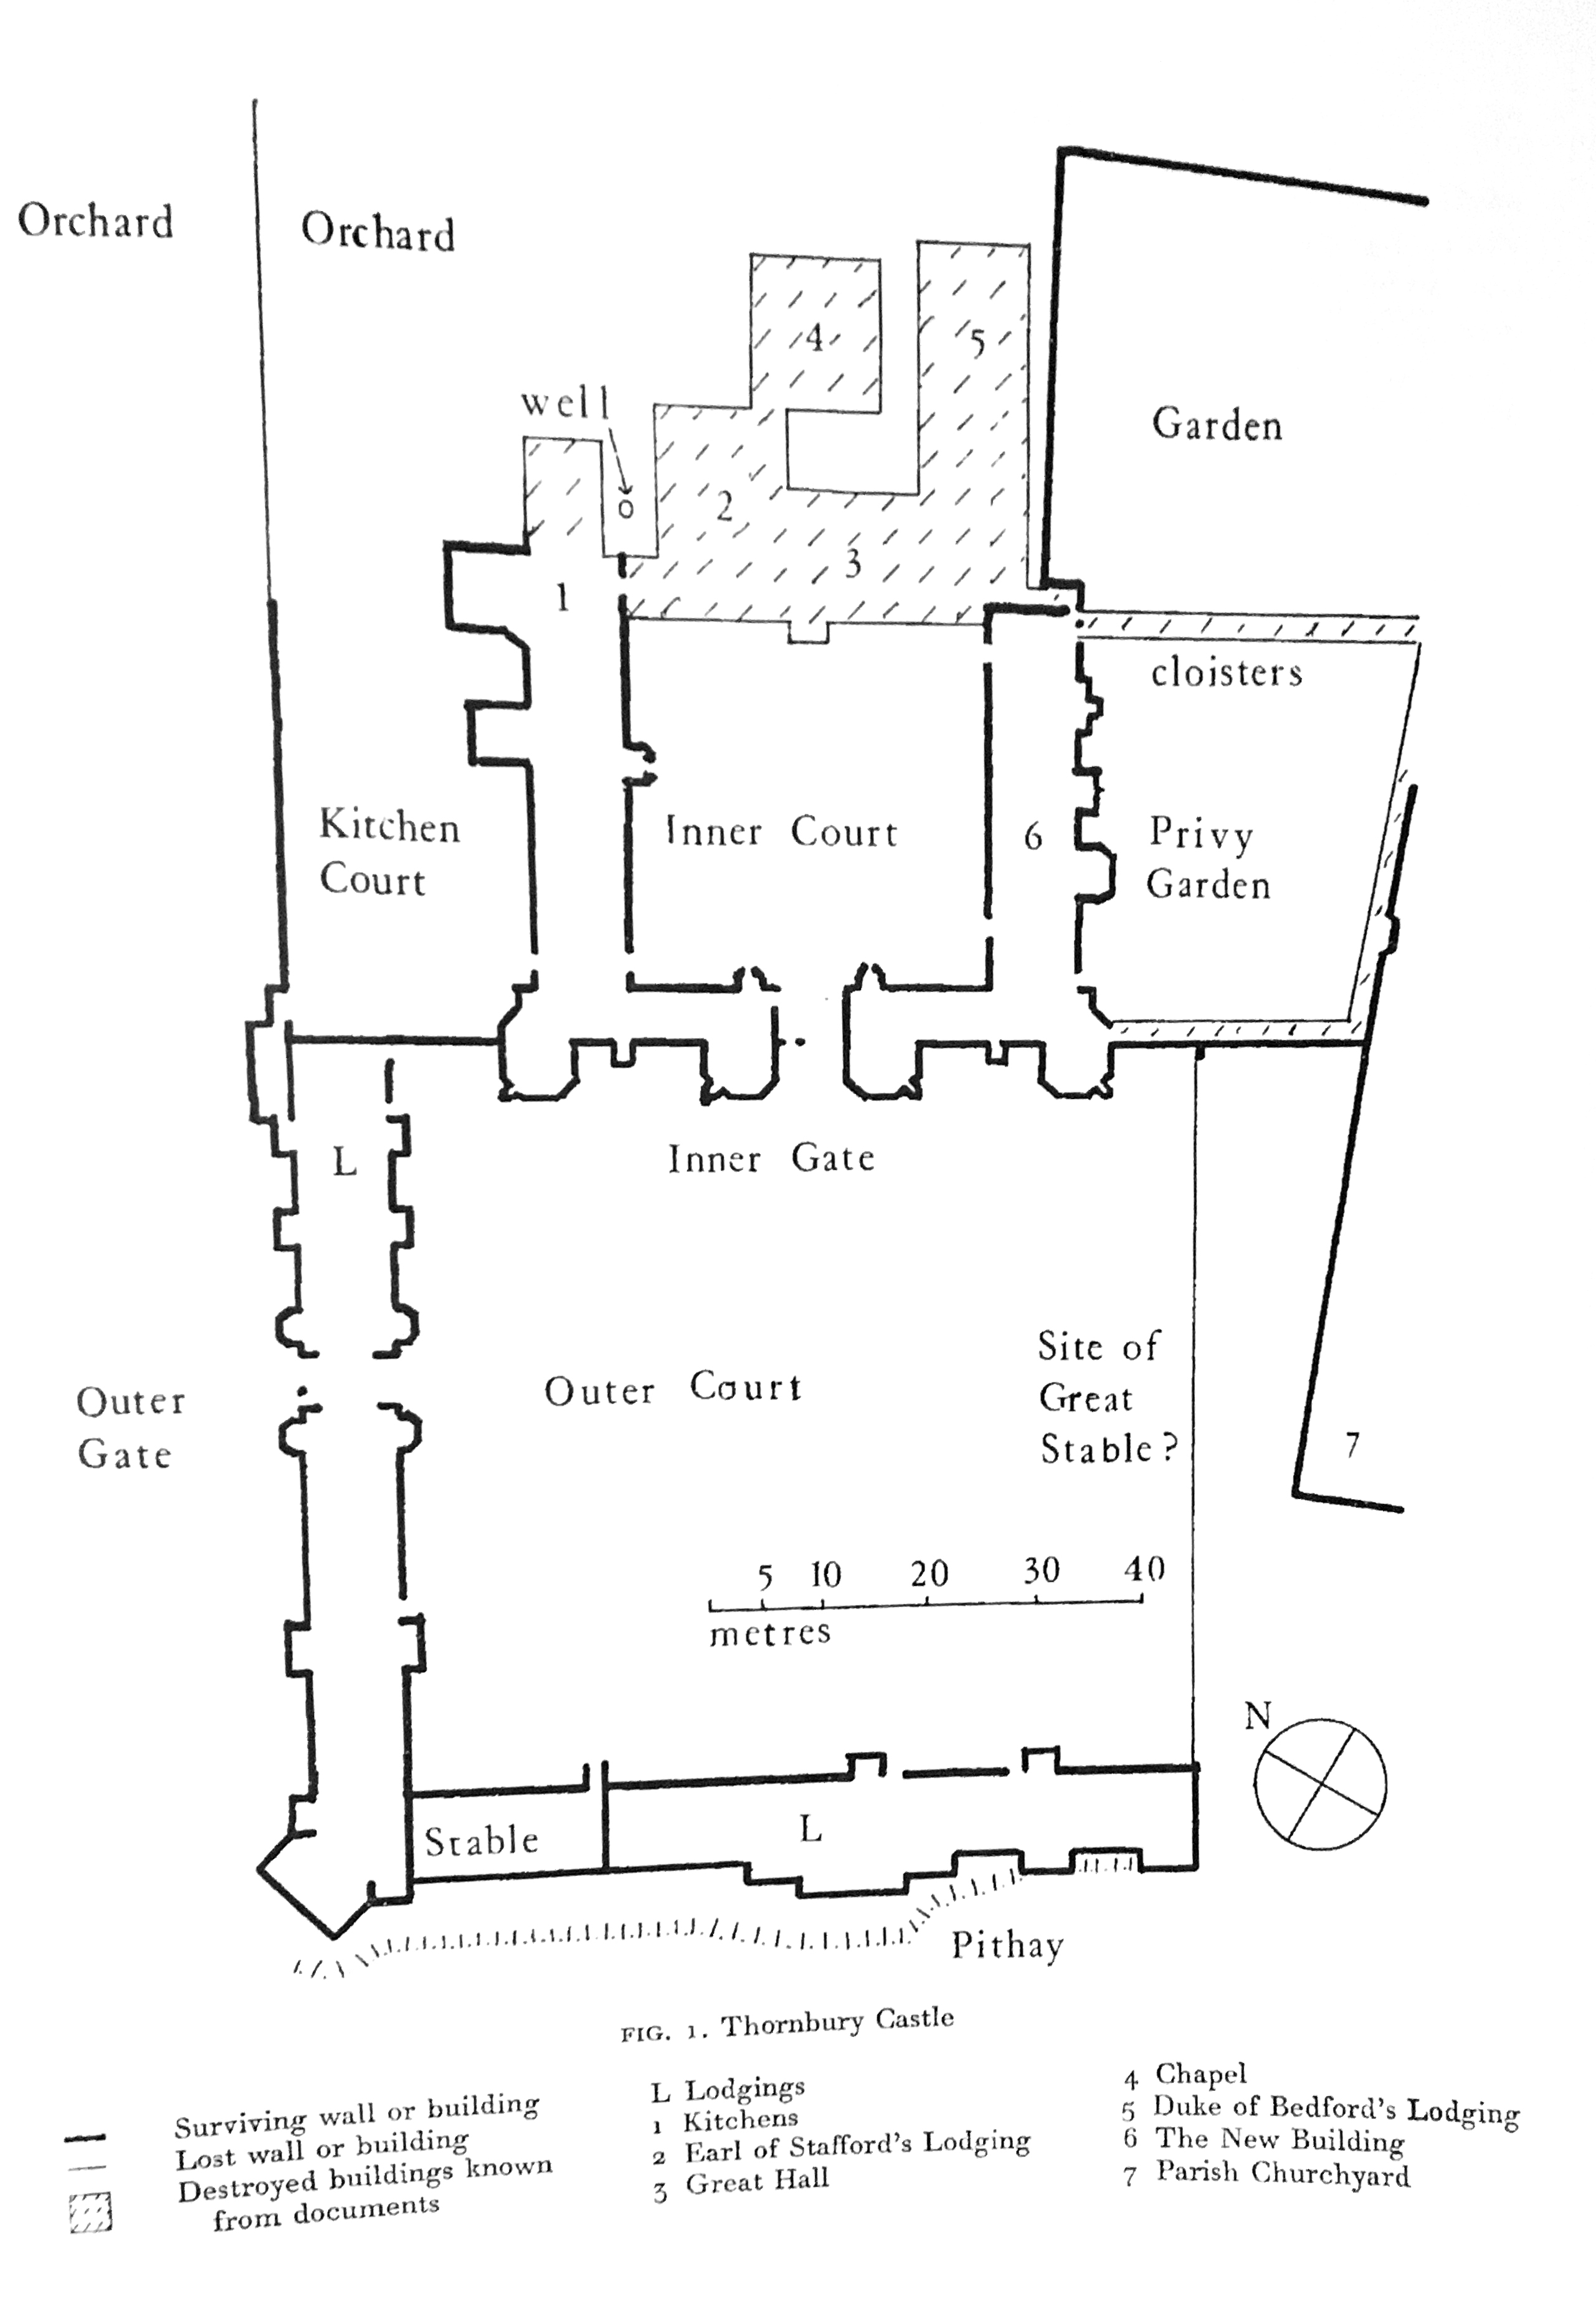 Orchard
Orchard
4
5
well
Garden
2
3
1
cloisters
Kitchen
Court
Inner Court
6
Privy
Garden
L
Inner Gate
Outer
Gate
Outer Court
Site of
Great
Stable?
7
5 10 20 30 40
metres
N
Stable
L
Pithay
FIG. 1. Thornbury Castle
Surviving wall or building
Lost wall or building
Destroyed buildings known
from documents
L Lodgings
1 Kitchens
2 Earl of Stafford's Lodging
3 Great Hall
4 Chapel
5 Duke of Bedford's Lodging
6 The New Building
7 Parish Churchyard